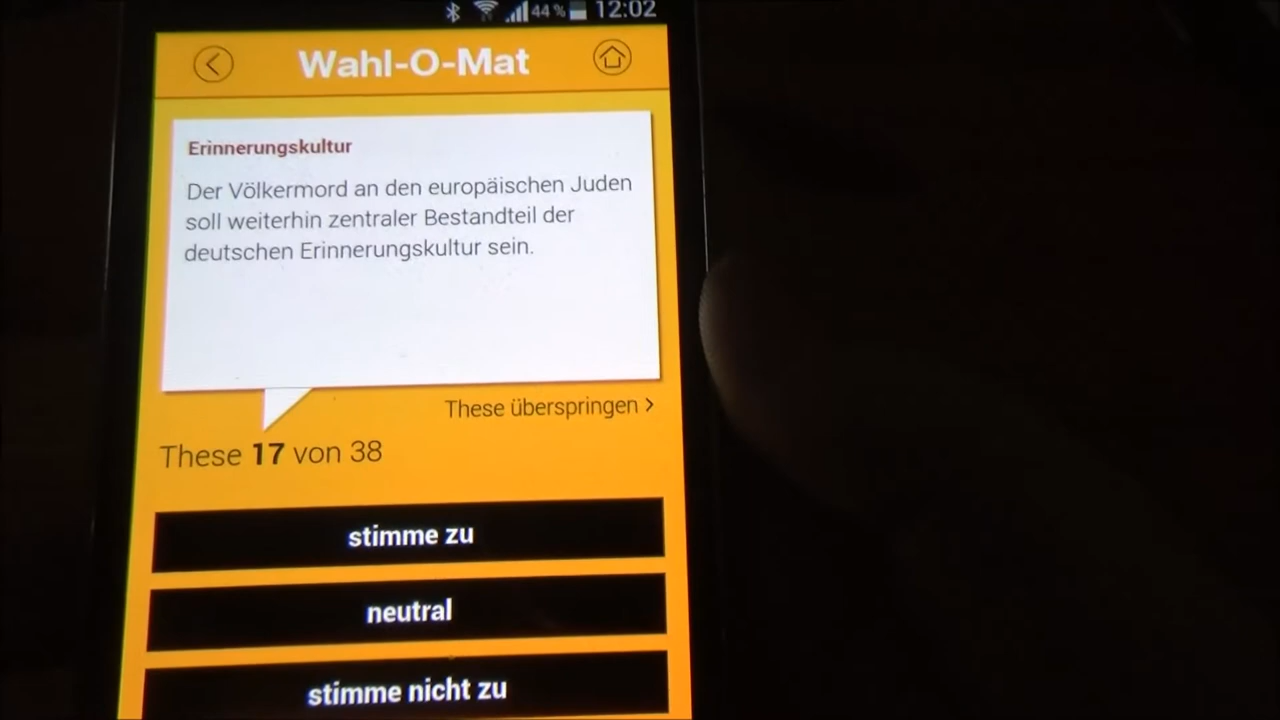 44 % 12:02
Wahl-O-Mat
Erinnerungskultur
Der Völkermord an den europäischen Juden
soll weiterhin zentraler Bestandteil der
deutschen Erinnerungskultur sein.
These überspringen >
These 17 von 38
stimme zu
neutral
stimme nicht zu